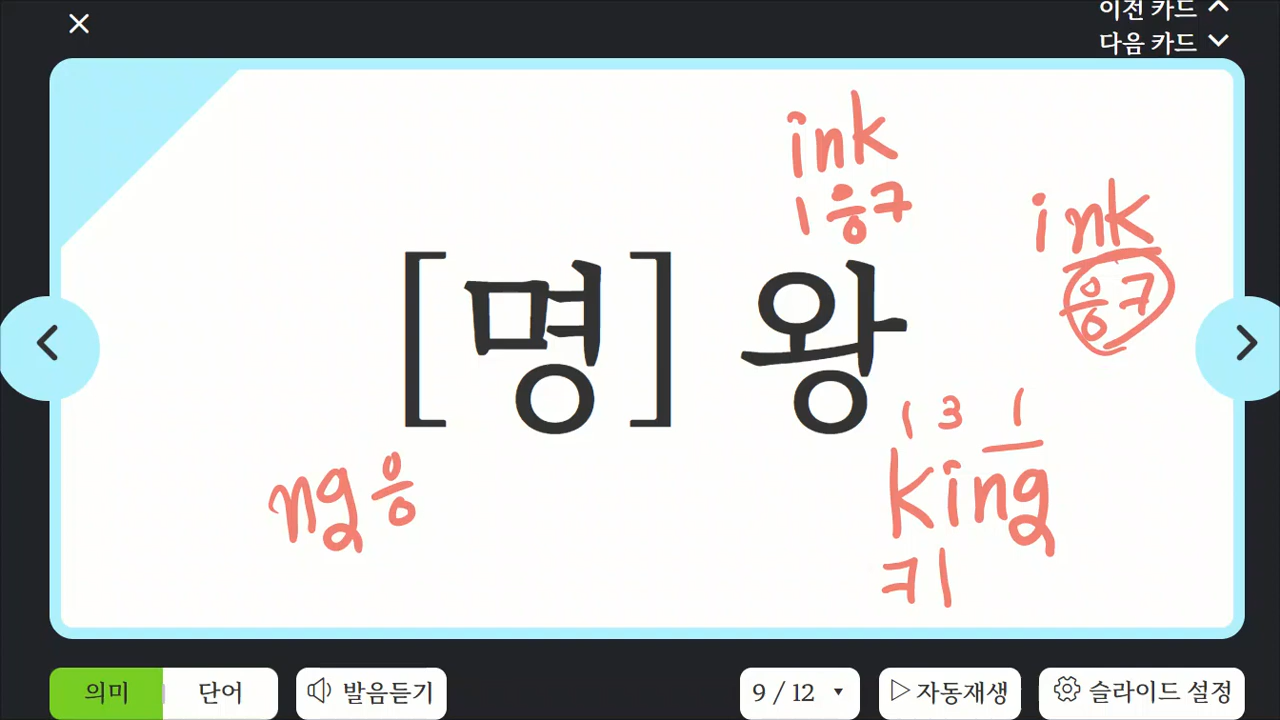 이전 카드
다음 카드
ink
ㅣ응ㅋ
ink
응ㅋ
[명] 왕
1 3 1
king
키
ng 응
의미
단어
발음듣기
9 / 12
자동재생
슬라이드 설정